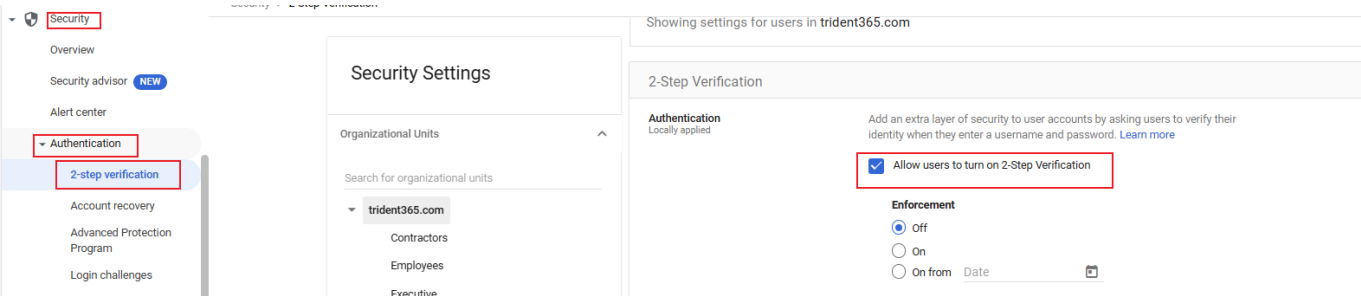 Security
Overview
Security advisor NEW
Alert center
Authentication
2-step verification
Account recovery
Advanced Protection
Program
Login challenges
Security > 2-Step Verification
Security Settings
Organizational Units
Search for organizational units
trident365.com
Contractors
Employees
Executive
Showing settings for users in trident365.com
2-Step Verification
Authentication
Locally applied
Add an extra layer of security to user accounts by asking users to verify their
identity when they enter a username and password. Learn more
Allow users to turn on 2-Step Verification
Enforcement
Off
On
On from Date